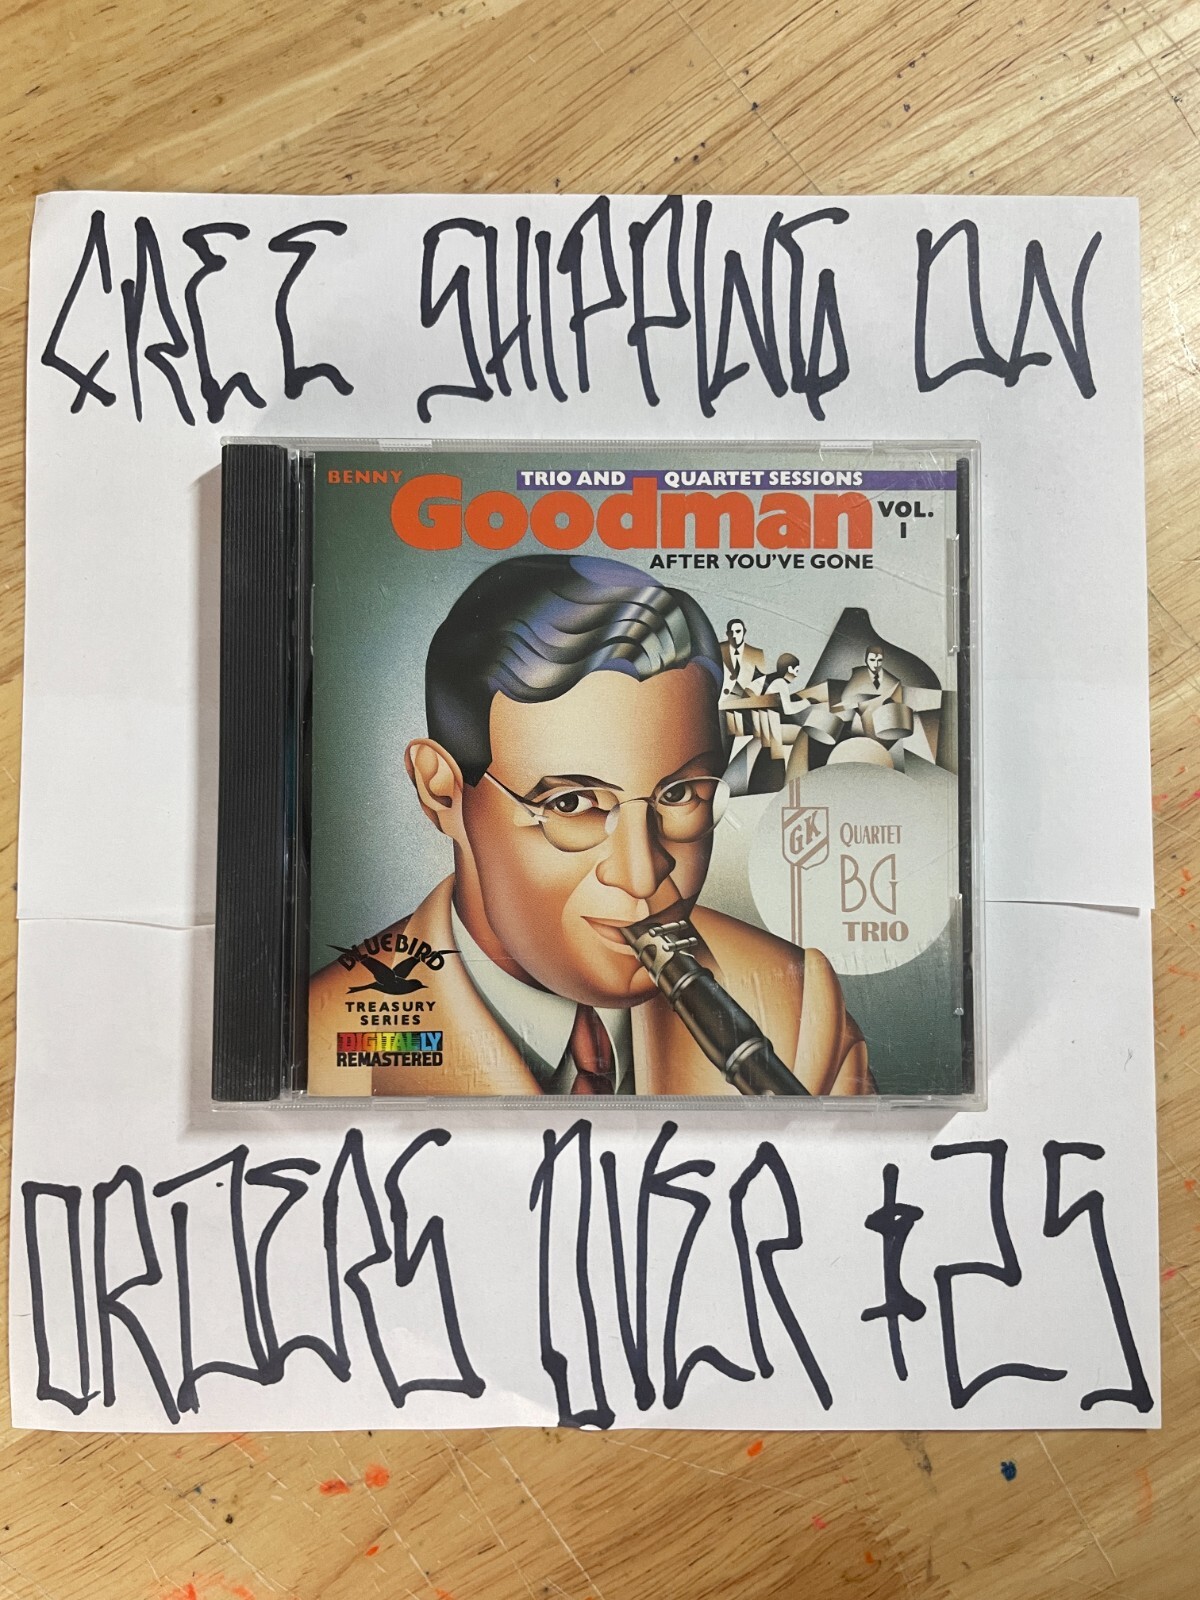 FREE SHIPPING ON
BENNY
TRIO AND QUARTET SESSIONS
Goodman
VOL.
I
AFTER YOU'VE GONE
GK
QUARTET
BG
TRIO
BLUEBIRD
TREASURY
SERIES
DIGITALLY
REMASTERED
ORDERS OVER $25